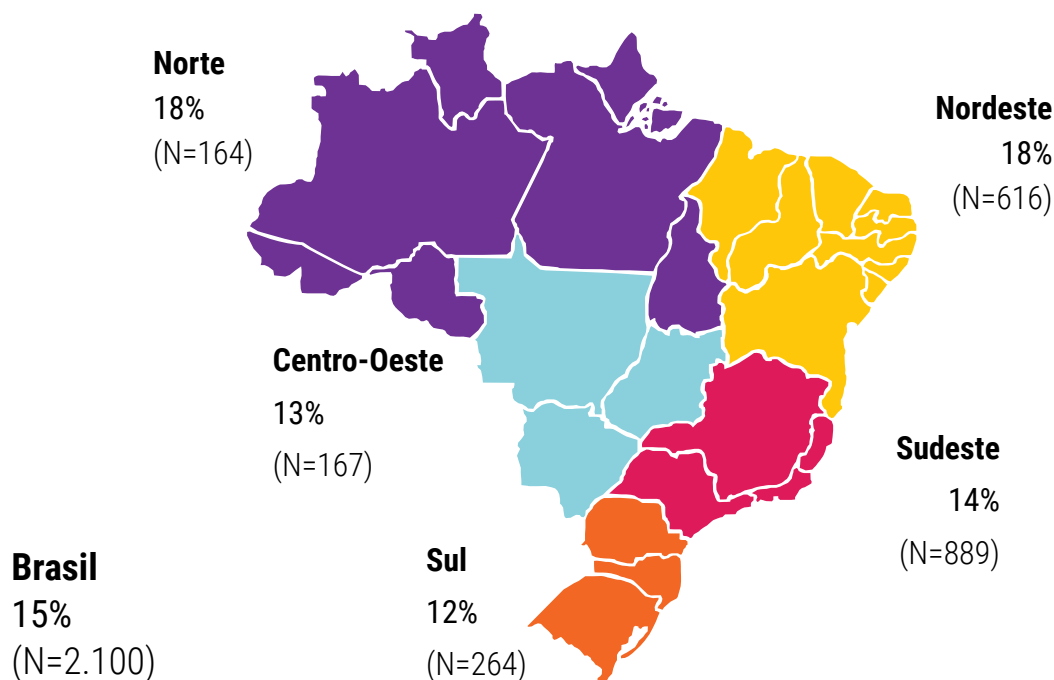 Norte
18%
(N=164)
Nordeste
18%
(N=616)
Centro-Oeste
13%
(N=167)
Sudeste
14%
(N=889)
Brasil
15%
(N=2.100)
Sul
12%
(N=264)